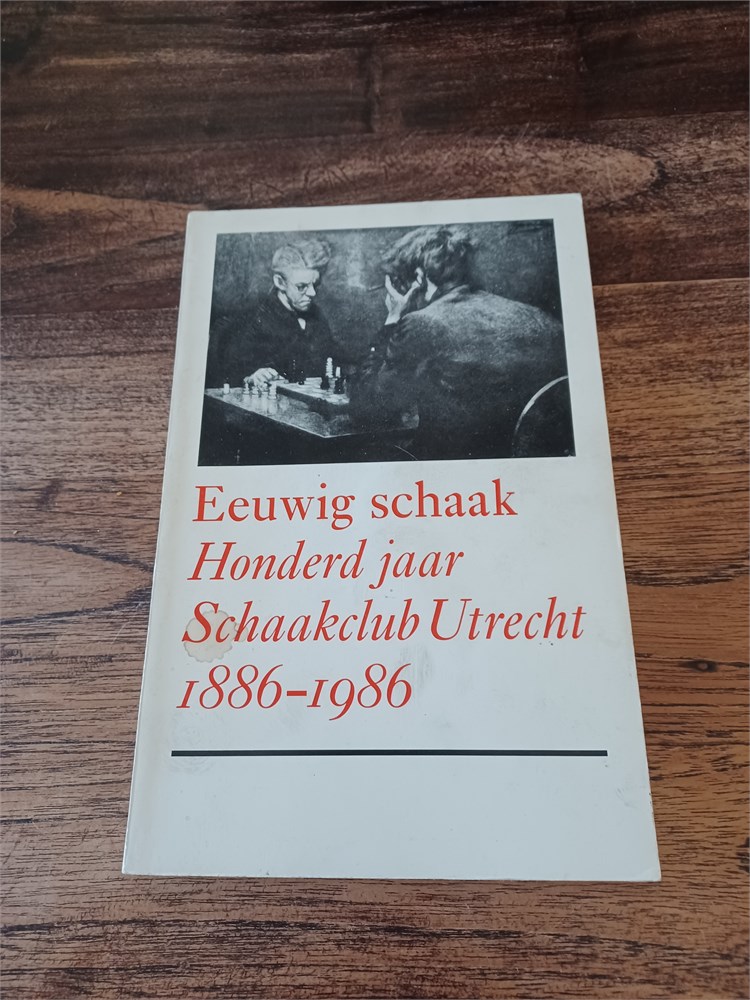 Eeuwig schaak
Honderd jaar
Schaakclub Utrecht
1886–1986